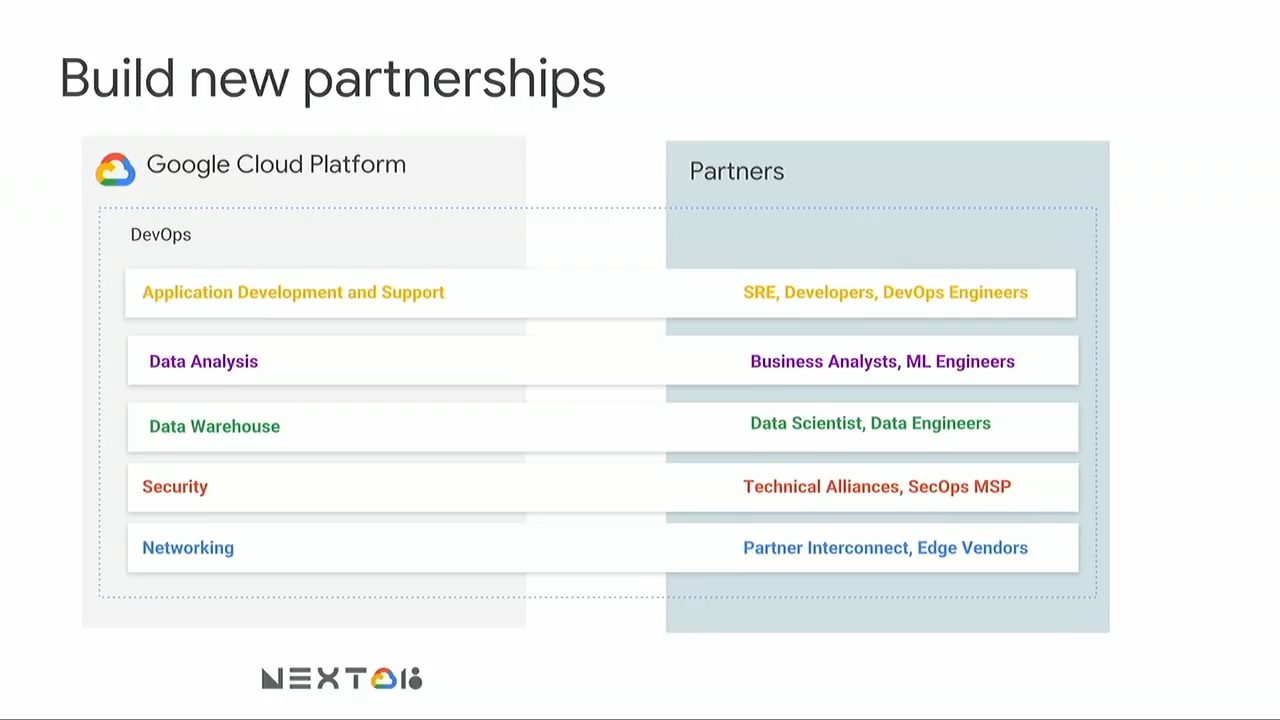 Build new partnerships
Google Cloud Platform
Partners
DevOps
Application Development and Support
SRE, Developers, DevOps Engineers
Data Analysis
Business Analysts, ML Engineers
Data Warehouse
Data Scientist, Data Engineers
Security
Technical Alliances, SecOps MSP
Networking
Partner Interconnect, Edge Vendors
NEXT 18